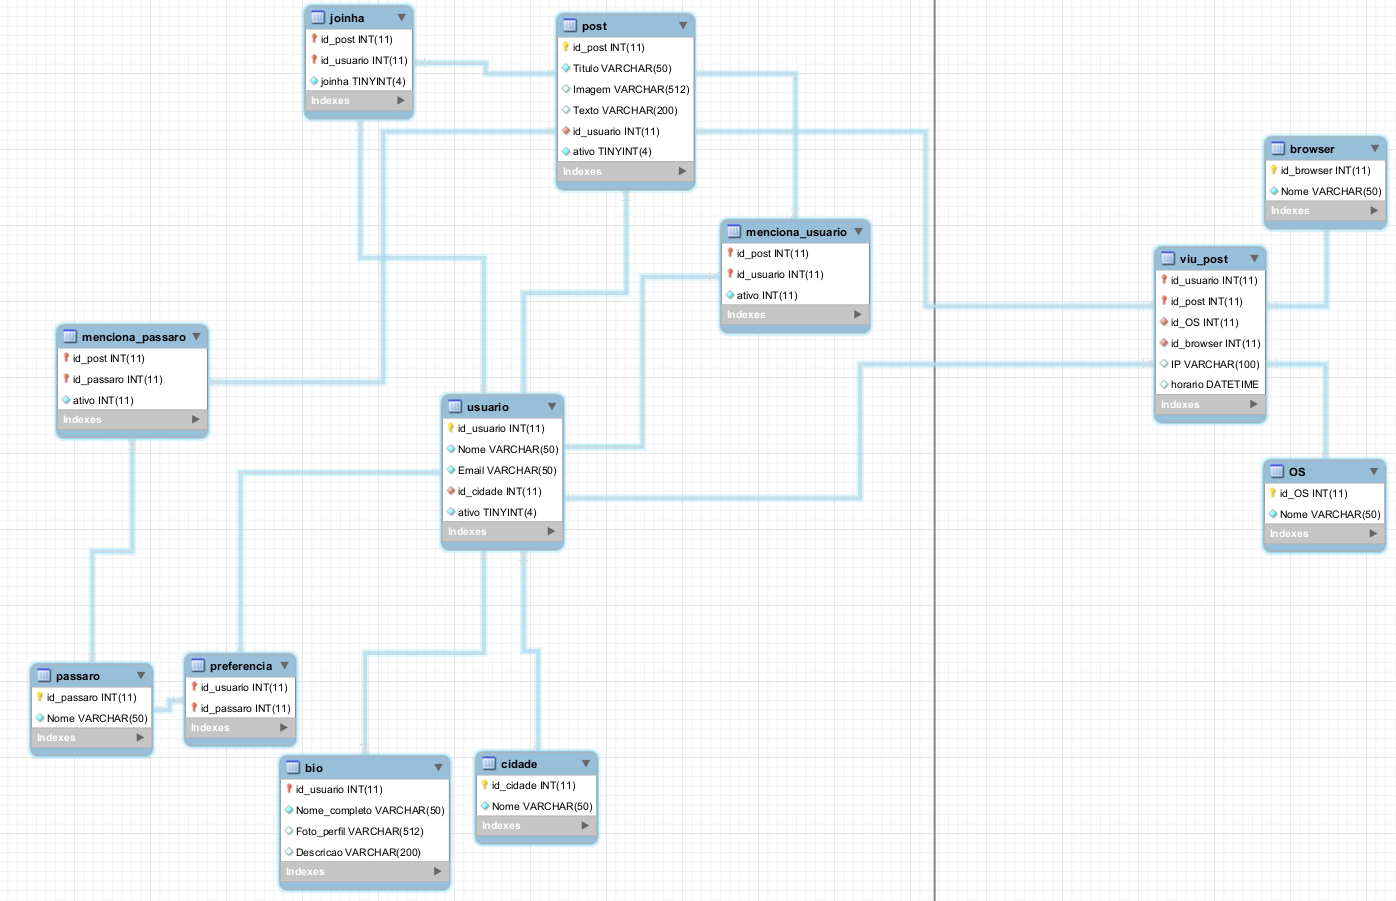 joinha
id_post INT(11)
id_usuario INT(11)
joinha TINYINT(4)
Indexes
post
id_post INT(11)
Titulo VARCHAR(50)
Imagem VARCHAR(512)
Texto VARCHAR(200)
id_usuario INT(11)
ativo TINYINT(4)
Indexes
browser
id_browser INT(11)
Nome VARCHAR(50)
Indexes
menciona_usuario
id_post INT(11)
id_usuario INT(11)
ativo INT(11)
Indexes
viu_post
id_usuario INT(11)
id_post INT(11)
id_OS INT(11)
id_browser INT(11)
IP VARCHAR(100)
horario DATETIME
Indexes
menciona_passaro
id_post INT(11)
id_passaro INT(11)
ativo INT(11)
Indexes
usuario
id_usuario INT(11)
Nome VARCHAR(50)
Email VARCHAR(50)
id_cidade INT(11)
ativo TINYINT(4)
Indexes
OS
id_OS INT(11)
Nome VARCHAR(50)
Indexes
passaro
id_passaro INT(11)
Nome VARCHAR(50)
Indexes
preferencia
id_usuario INT(11)
id_passaro INT(11)
Indexes
bio
id_usuario INT(11)
Nome_completo VARCHAR(50)
Foto_perfil VARCHAR(512)
Descricao VARCHAR(200)
Indexes
cidade
id_cidade INT(11)
Nome VARCHAR(50)
Indexes